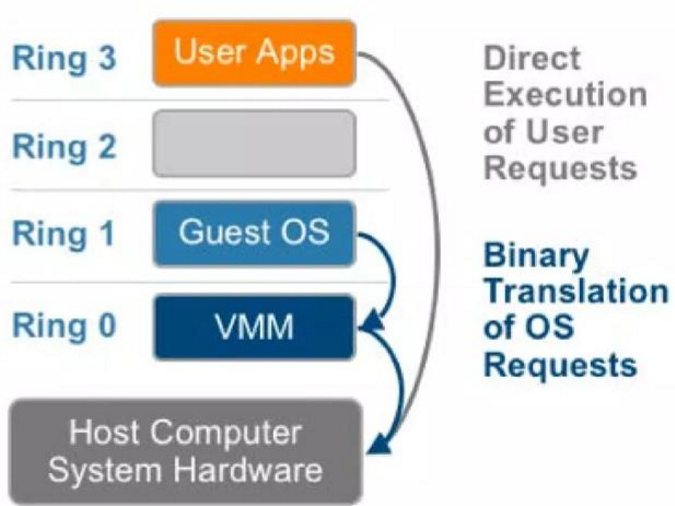 Ring 3
User Apps
Ring 2
Ring 1
Guest OS
Ring 0
VMM
Host Computer
System Hardware
Direct
Execution
of User
Requests
Binary
Translation
of OS
Requests